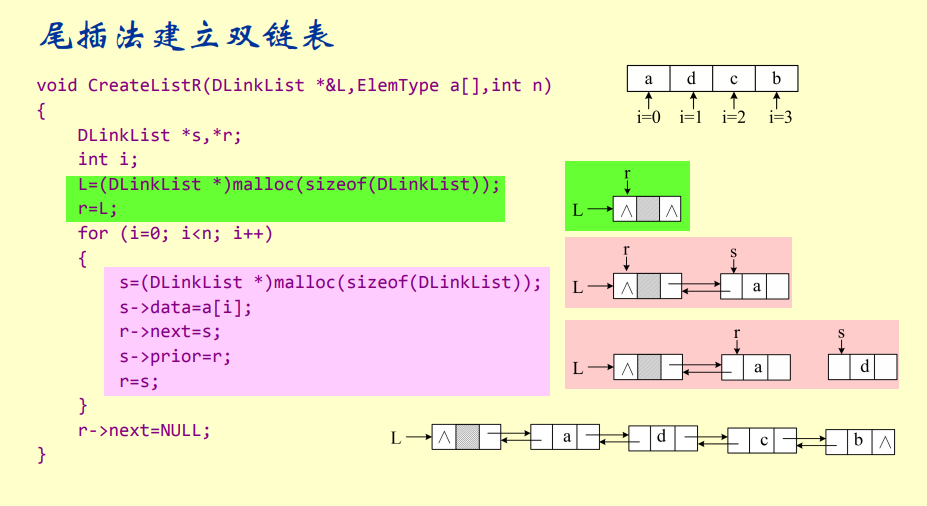 尾插法建立双链表
void CreateListR(DLinkList *&L,ElemType a[],int n)
{
DLinkList *s,*r;
int i;
L=(DLinkList *)malloc(sizeof(DLinkList));
r=L;
for (i=0; i<n; i++)
{
s=(DLinkList *)malloc(sizeof(DLinkList));
s->data=a[i];
r->next=s;
s->prior=r;
r=s;
}
r->next=NULL;
}
a d c b
i=0 i=1 i=2 i=3
r
L ∧ ∧
r s
L ∧ a
r s
L ∧ a d
L ∧ a d c b ∧